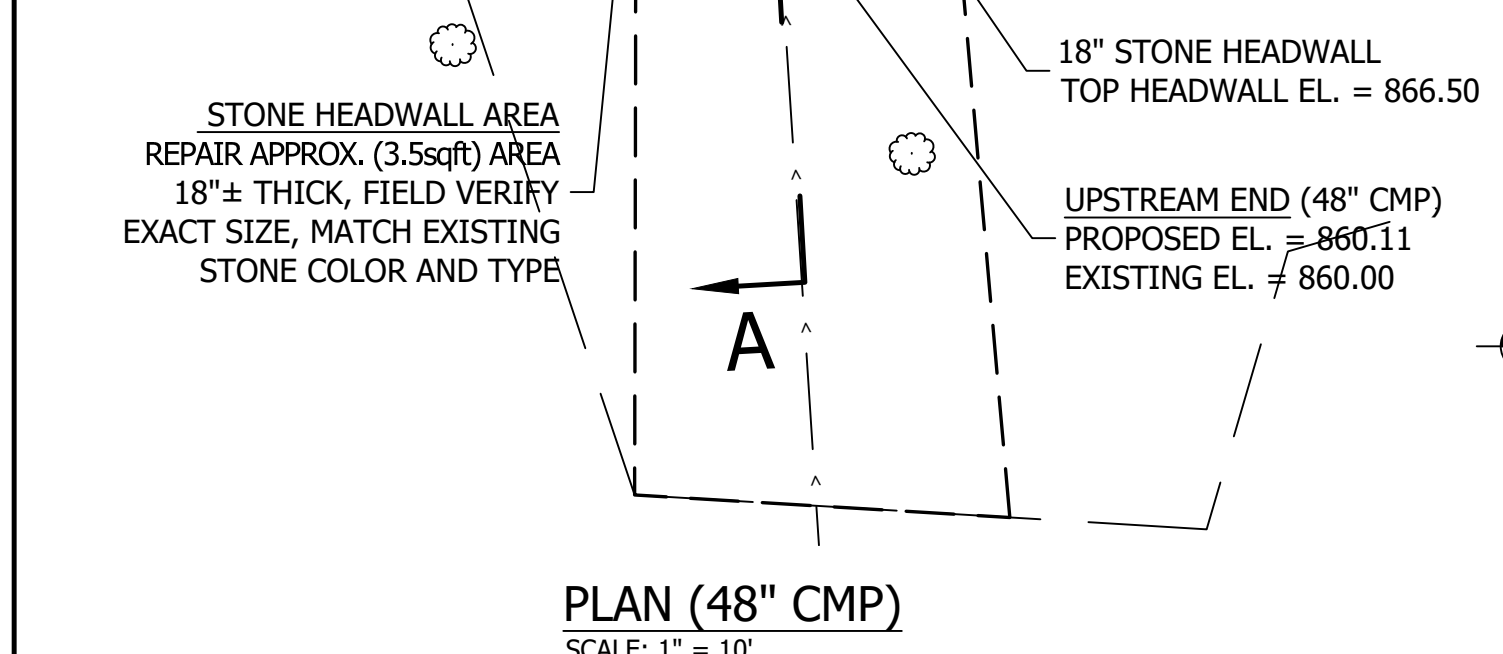 18" STONE HEADWALL
TOP HEADWALL EL. = 866.50
STONE HEADWALL AREA
REPAIR APPROX. (3.5sqft) AREA
18"± THICK, FIELD VERIFY
EXACT SIZE, MATCH EXISTING
STONE COLOR AND TYPE
UPSTREAM END (48" CMP)
PROPOSED EL. = 860.11
EXISTING EL. = 860.00
A
PLAN (48" CMP)
SCALE: 1" = 10'